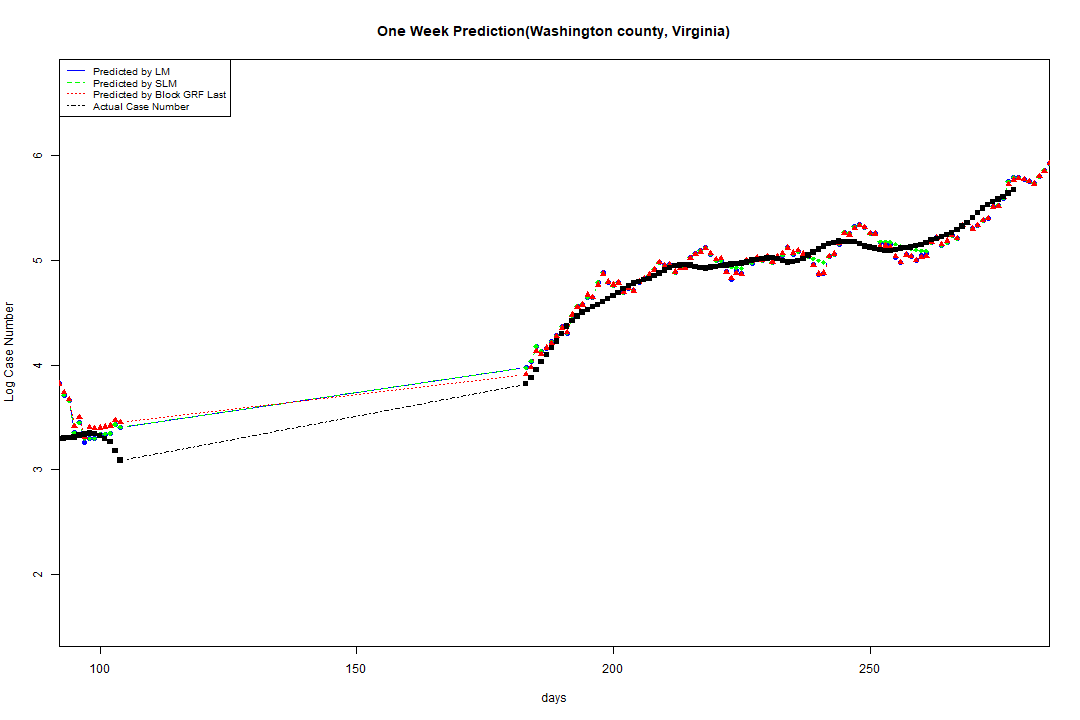 One Week Prediction(Washington county, Virginia)
Predicted by LM
Predicted by SLM
Predicted by Block GRF Last
Actual Case Number
6
5
4
3
2
Log Case Number
100 150 200 250
days